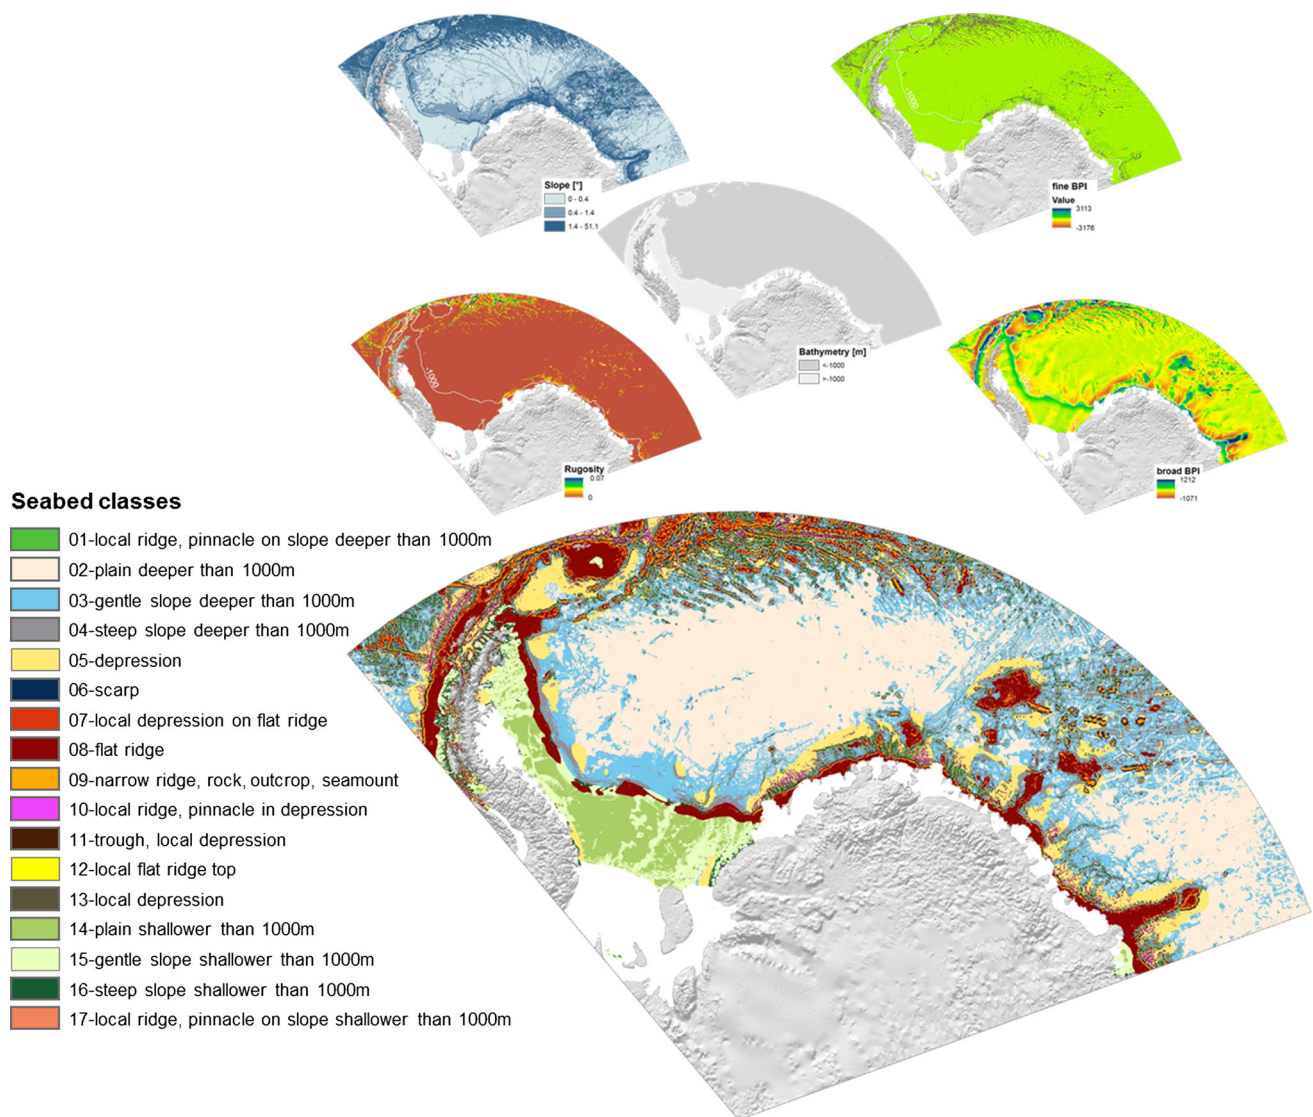 Slope [°]
0 - 0.4
0.4 - 1.4
1.4 - 51.1
-1000
fine BPI
Value
3113
-3176
-1000
Bathymetry [m]
<-1000
>-1000
-1000
Rugosity
0.07
0
broad BPI
1212
-1071
Seabed classes
01-local ridge, pinnacle on slope deeper than 1000m
02-plain deeper than 1000m
03-gentle slope deeper than 1000m
04-steep slope deeper than 1000m
05-depression
06-scarp
07-local depression on flat ridge
08-flat ridge
09-narrow ridge, rock, outcrop, seamount
10-local ridge, pinnacle in depression
11-trough, local depression
12-local flat ridge top
13-local depression
14-plain shallower than 1000m
15-gentle slope shallower than 1000m
16-steep slope shallower than 1000m
17-local ridge, pinnacle on slope shallower than 1000m